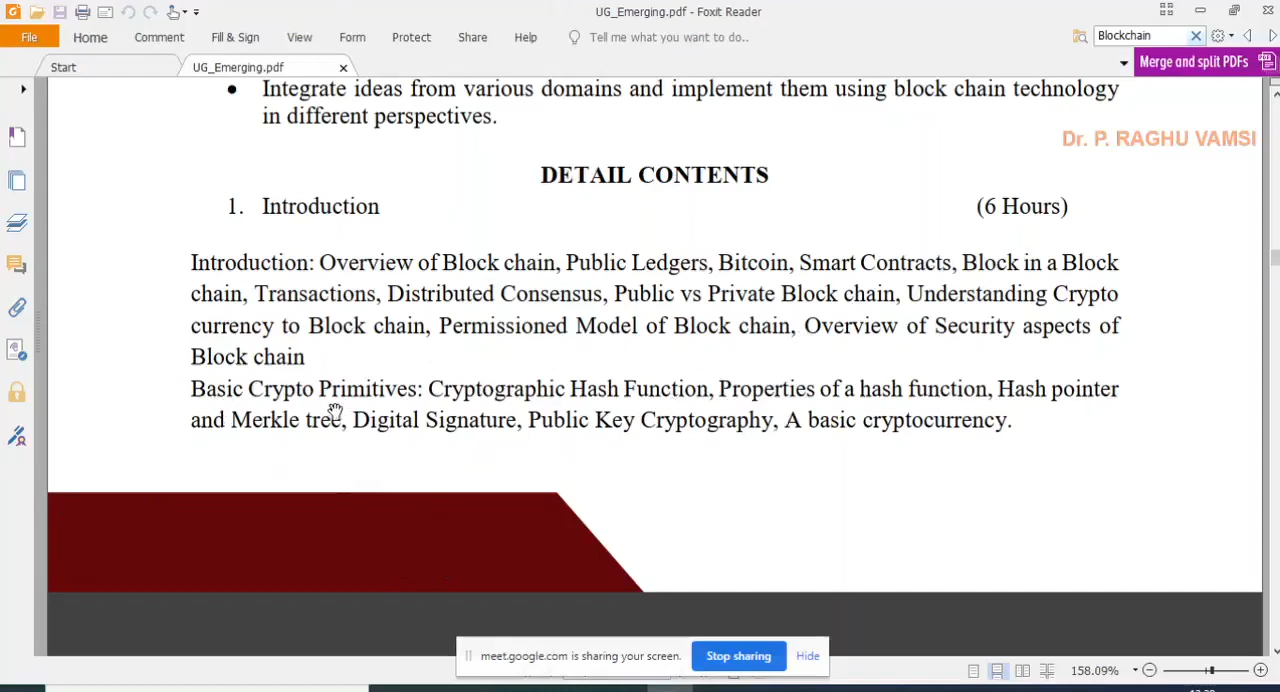 UG_Emerging.pdf - Foxit Reader
File Home Comment Fill & Sign View Form Protect Share Help Tell me what you want to do.. Blockchain
Start UG_Emerging.pdf Merge and split PDFs
• Integrate ideas from various domains and implement them using block chain technology
in different perspectives.
Dr. P. RAGHU VAMSI
DETAIL CONTENTS
1. Introduction (6 Hours)
Introduction: Overview of Block chain, Public Ledgers, Bitcoin, Smart Contracts, Block in a Block
chain, Transactions, Distributed Consensus, Public vs Private Block chain, Understanding Crypto
currency to Block chain, Permissioned Model of Block chain, Overview of Security aspects of
Block chain
Basic Crypto Primitives: Cryptographic Hash Function, Properties of a hash function, Hash pointer
and Merkle tree, Digital Signature, Public Key Cryptography, A basic cryptocurrency.
meet.google.com is sharing your screen. Stop sharing Hide
158.09%